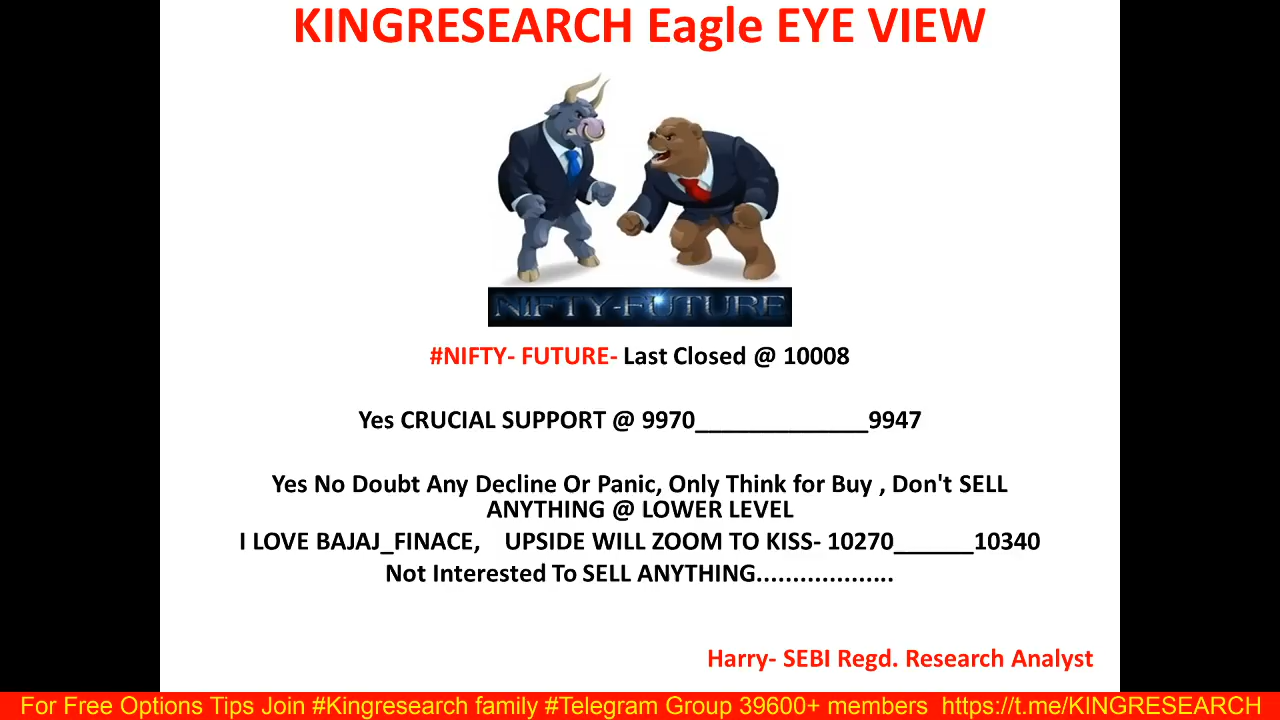 KINGRESEARCH Eagle EYE VIEW
NIFTY-FUTURE
#NIFTY- FUTURE- Last Closed @ 10008
Yes CRUCIAL SUPPORT @ 9970_____________9947
Yes No Doubt Any Decline Or Panic, Only Think for Buy , Don't SELL
ANYTHING @ LOWER LEVEL
I LOVE BAJAJ_FINACE, UPSIDE WILL ZOOM TO KISS- 10270______10340
Not Interested To SELL ANYTHING...................
Harry- SEBI Regd. Research Analyst
For Free Options Tips Join #Kingresearch family #Telegram Group 39600+ members https://t.me/KINGRESEARCH